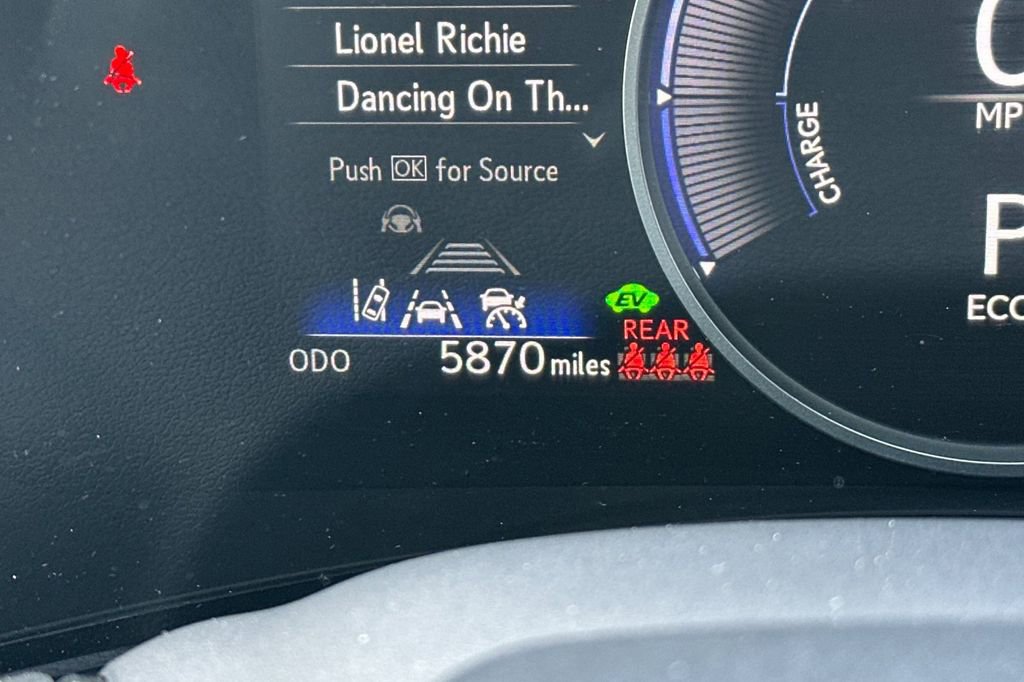 Lionel Richie
Dancing On Th...
Push OK for Source
CHARGE
MP
P
ECO
EV
REAR
ODO 5870 miles